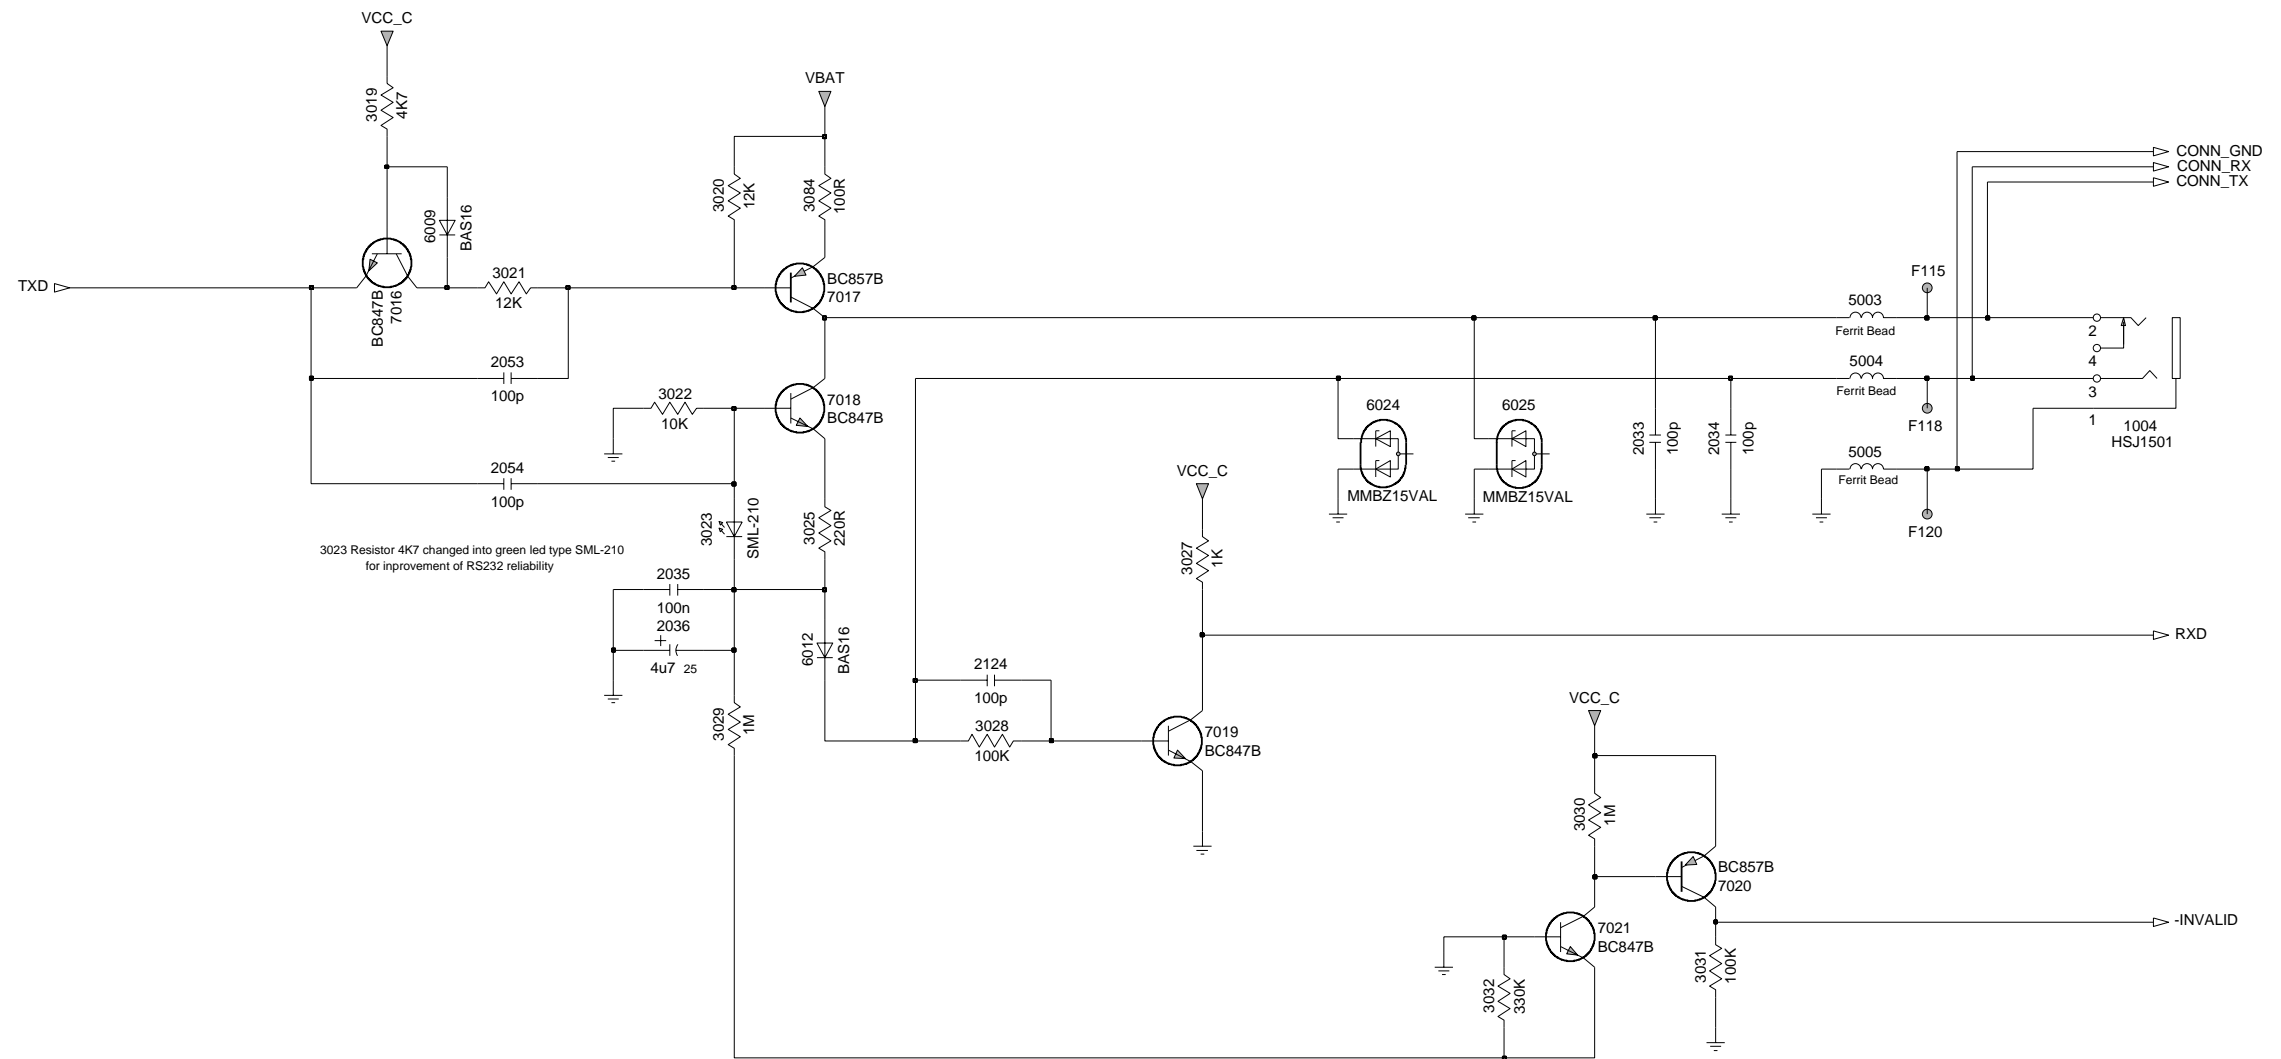 VCC_C
3019
4K7
VBAT
3020
12K
3084
100R
CONN_GND
CONN_RX
CONN_TX
6009
BAS16
TXD
3021
12K
BC847B
7016
BC857B
7017
F115
5003
Ferrit Bead
2
4
3
1
5004
Ferrit Bead
F118
1004
HSJ1501
2053
100p
3022
10K
7018
BC847B
6024
MMBZ15VAL
6025
MMBZ15VAL
2033
100p
2034
100p
5005
Ferrit Bead
F120
2054
100p
3023
SML-210
3025
220R
VCC_C
3027
1K
3023 Resistor 4K7 changed into green led type SML-210
for inprovement of RS232 reliability
2035
100n
2036
+
4u7 25
6012
BAS16
RXD
2124
100p
3028
100K
3029
1M
7019
BC847B
VCC_C
3030
1M
BC857B
7020
-INVALID
7021
BC847B
3032
330K
3031
100K